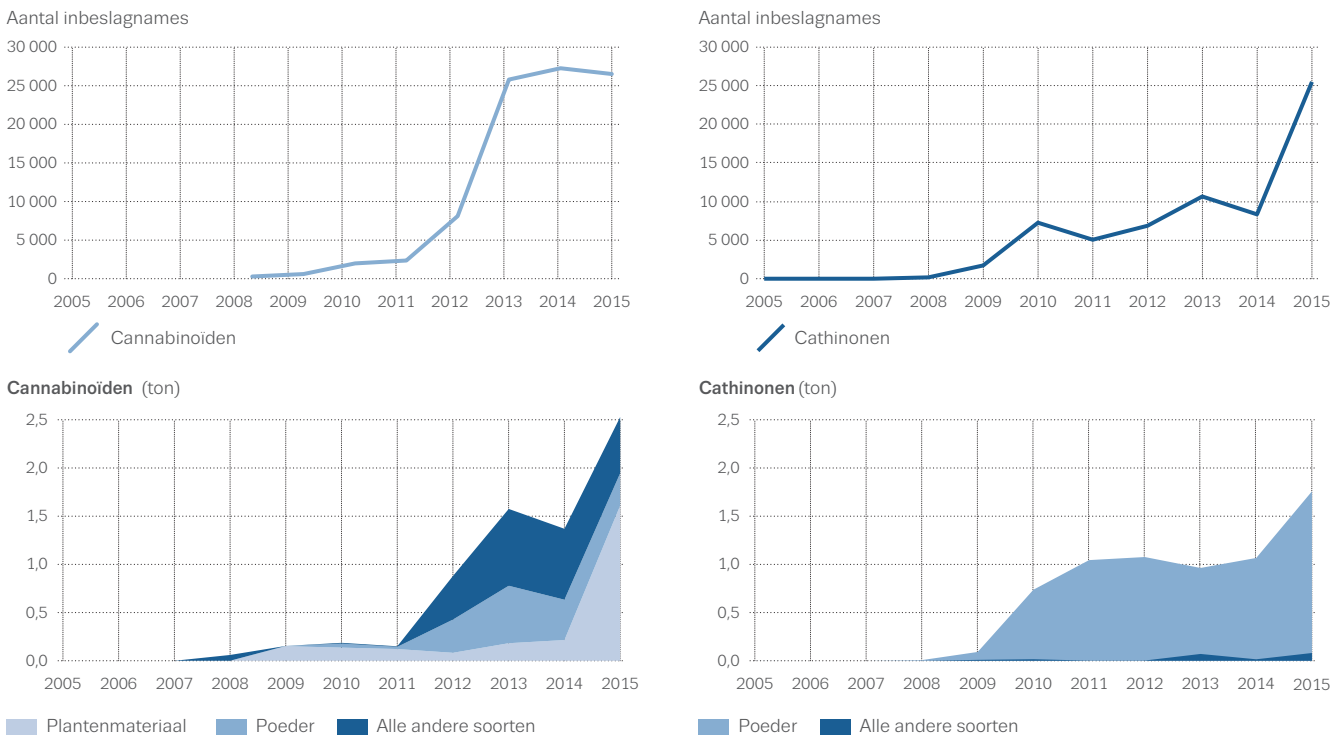 Aantal inbeslagnames
30 000
25 000
20 000
15 000
10 000
5 000
0
2005 2006 2007 2008 2009 2010 2011 2012 2013 2014 2015
Cannabinoïden
Aantal inbeslagnames
30 000
25 000
20 000
15 000
10 000
5 000
0
2005 2006 2007 2008 2009 2010 2011 2012 2013 2014 2015
Cathinonen
Cannabinoïden (ton)
2,5
2,0
1,5
1,0
0,5
0,0
2005 2006 2007 2008 2009 2010 2011 2012 2013 2014 2015
Plantenmateriaal Poeder Alle andere soorten
Cathinonen (ton)
2,5
2,0
1,5
1,0
0,5
0,0
2005 2006 2007 2008 2009 2010 2011 2012 2013 2014 2015
Poeder Alle andere soorten